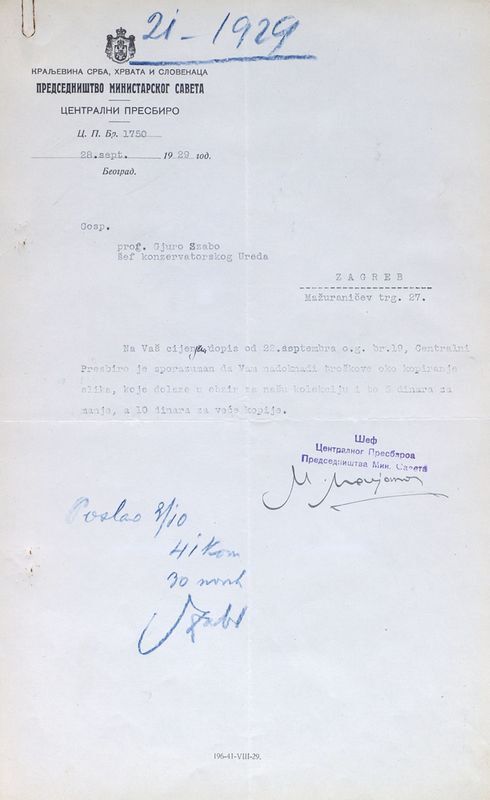 21 - 1929
КРАЉЕВИНА СРБА, ХРВАТА И СЛОВЕНАЦА
ПРЕДСЕДНИШТВО МИНИСТАРСКОГ САВЕТА
ЦЕНТРАЛНИ ПРЕСБИРО
Ц. П. Бр. 1750
28.sept. 1929 год.
Београд.
Gosp.
prof. Gjuro Szabo
šef konzervatorskog Ureda
ZAGREB
Mažuranićev trg. 27.
Na Vaš cijenjeni dopis od 22.septembra o.g. br.19, Centralni
Presbiro je sporazuman da Vam nadoknadi troškove oko kopiranje
slika, koje dolaze u obzir za našu kolekciju i to 5 dinara za
manje, a 10 dinara za veće kopije.
Шеф
Централног Пресбироа
Председништва Мин. Савета
Poslao 2/10
41 kom
30
Szabo
196-41-VIII-29.